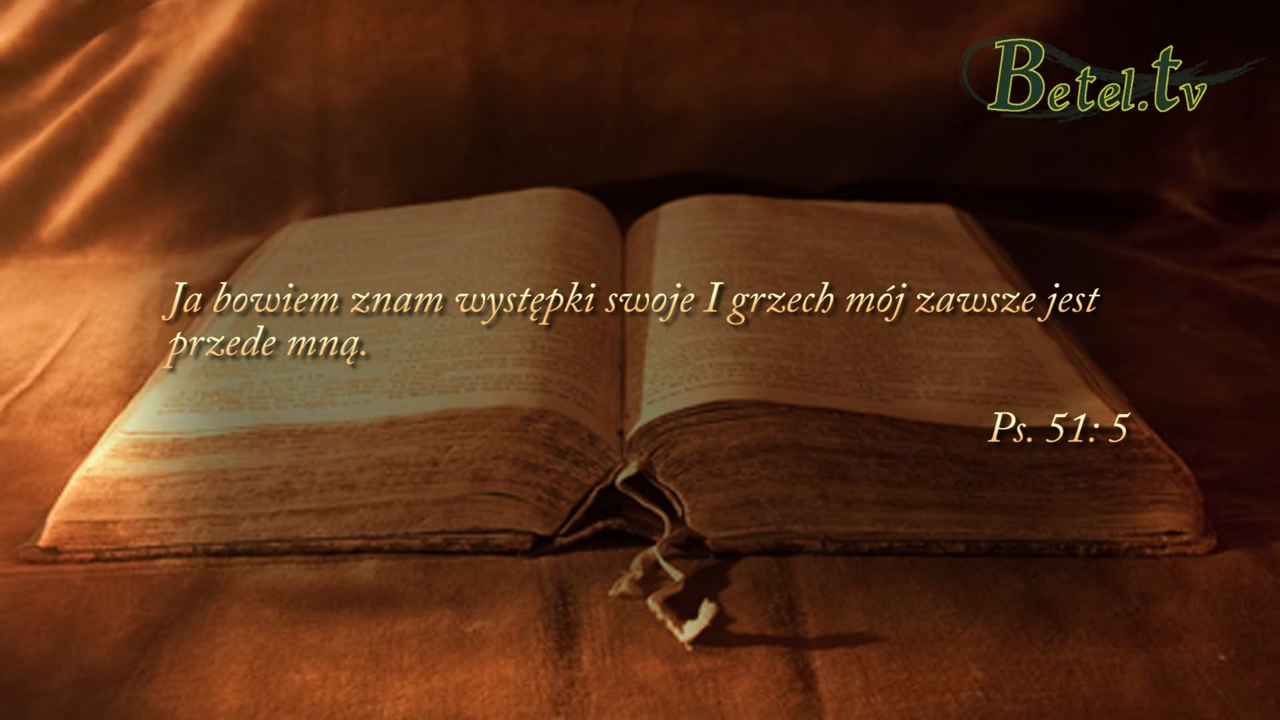 Betel.tv
Ja bowiem znam występki swoje I grzech mój zawsze jest
przede mną.
Ps. 51: 5